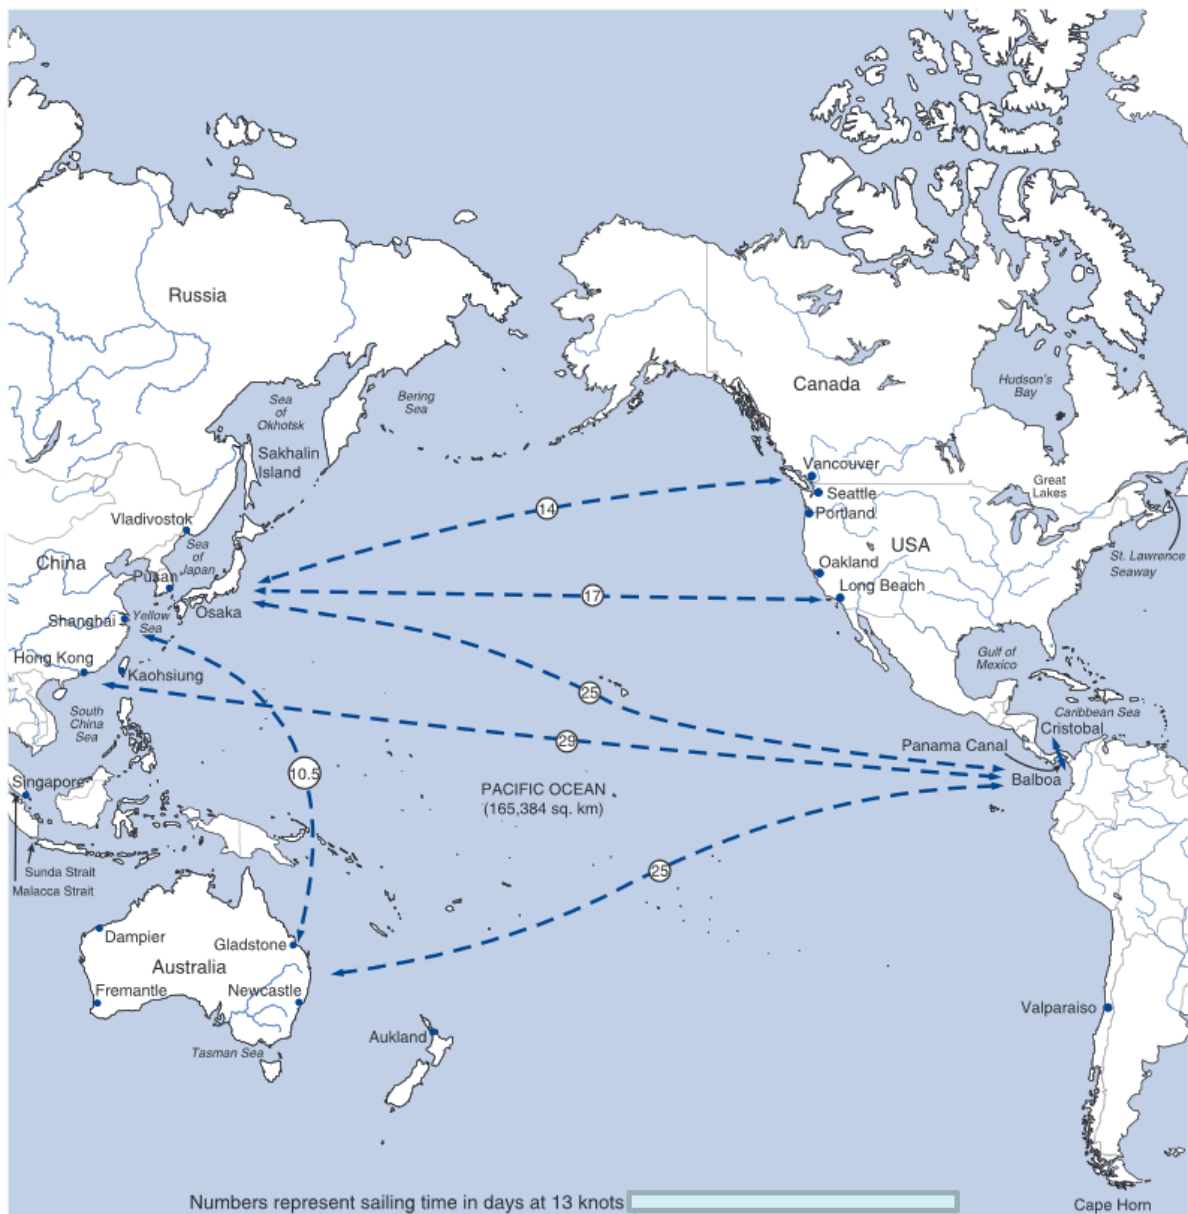 Russia
Sea
of
Okhotsk
Bering
Sea
Sakhalin
Island
Canada
Hudson's
Bay
Vancouver
Seattle
Great
Lakes
Portland
14
Vladivostok
Sea
of
Japan
China
Pusan
USA
St. Lawrence
Seaway
Oakland
Long Beach
17
Osaka
Shanghai
Yellow
Sea
Hong Kong
Kaohsiung
Gulf of
Mexico
25
South
China
Sea
Caribbean Sea
Cristobal
29
Panama Canal
10.5
Balboa
Singapore
PACIFIC OCEAN
(165,384 sq. km)
Sunda Strait
Malacca Strait
25
Dampier
Gladstone
Australia
Fremantle
Newcastle
Valparaiso
Aukland
Tasman Sea
Numbers represent sailing time in days at 13 knots
Cape Horn